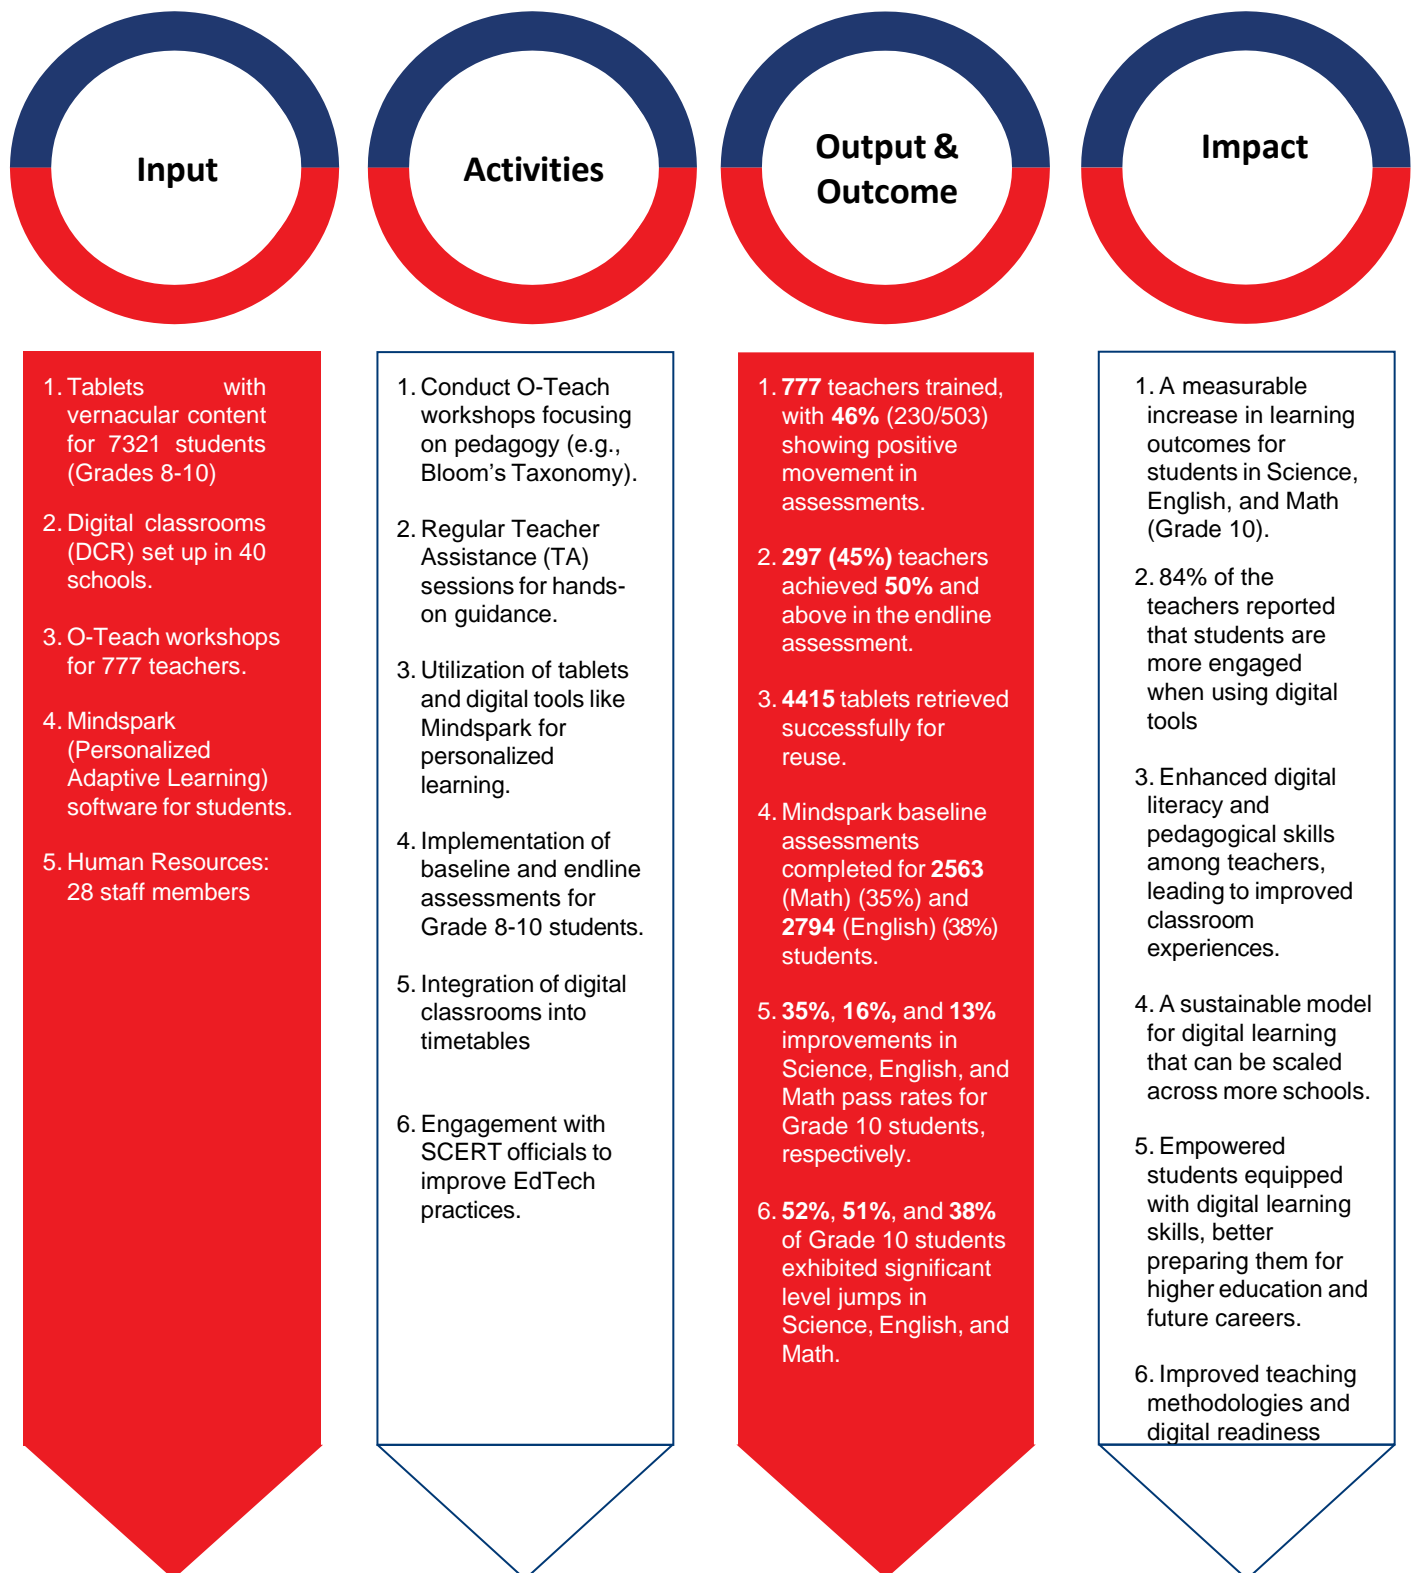 Input
Activities
Output &
Outcome
Impact
1. Tablets with
vernacular content
for 7321 students
(Grades 8-10)
2. Digital classrooms
(DCR) set up in 40
schools.
3. O-Teach workshops
for 777 teachers.
4. Mindspark
(Personalized
Adaptive Learning)
software for students.
5. Human Resources:
28 staff members
1. Conduct O-Teach
workshops focusing
on pedagogy (e.g.,
Bloom’s Taxonomy).
2. Regular Teacher
Assistance (TA)
sessions for hands-
on guidance.
3. Utilization of tablets
and digital tools like
Mindspark for
personalized
learning.
4. Implementation of
baseline and endline
assessments for
Grade 8-10 students.
5. Integration of digital
classrooms into
timetables
6. Engagement with
SCERT officials to
improve EdTech
practices.
1. 777 teachers trained,
with 46% (230/503)
showing positive
movement in
assessments.
2. 297 (45%) teachers
achieved 50% and
above in the endline
assessment.
3. 4415 tablets retrieved
successfully for
reuse.
4. Mindspark baseline
assessments
completed for 2563
(Math) (35%) and
2794 (English) (38%)
students.
5. 35%, 16%, and 13%
improvements in
Science, English, and
Math pass rates for
Grade 10 students,
respectively.
6. 52%, 51%, and 38%
of Grade 10 students
exhibited significant
level jumps in
Science, English, and
Math.
1. A measurable
increase in learning
outcomes for
students in Science,
English, and Math
(Grade 10).
2. 84% of the
teachers reported
that students are
more engaged
when using digital
tools
3. Enhanced digital
literacy and
pedagogical skills
among teachers,
leading to improved
classroom
experiences.
4. A sustainable model
for digital learning
that can be scaled
across more schools.
5. Empowered
students equipped
with digital learning
skills, better
preparing them for
higher education and
future careers.
6. Improved teaching
methodologies and
digital readiness